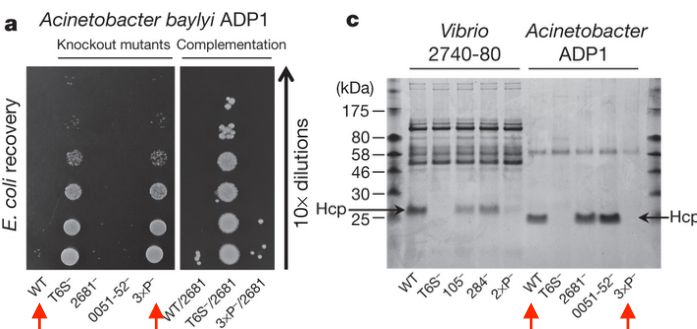 a
Acinetobacter baylyi ADP1
Knockout mutants
Complementation
E. coli recovery
10× dilutions
WT
T6S⁻
2681⁻
0051-52⁻
3×P⁻
WT/2681
T6S⁻/2681
3×P⁻/2681
c
Vibrio
2740-80
Acinetobacter
ADP1
(kDa)
175
80
58
46
30
25
Hcp
Hcp
WT
T6S⁻
105⁻
284⁻
2×P⁻
WT
T6S⁻
2681⁻
0051-52⁻
3×P⁻